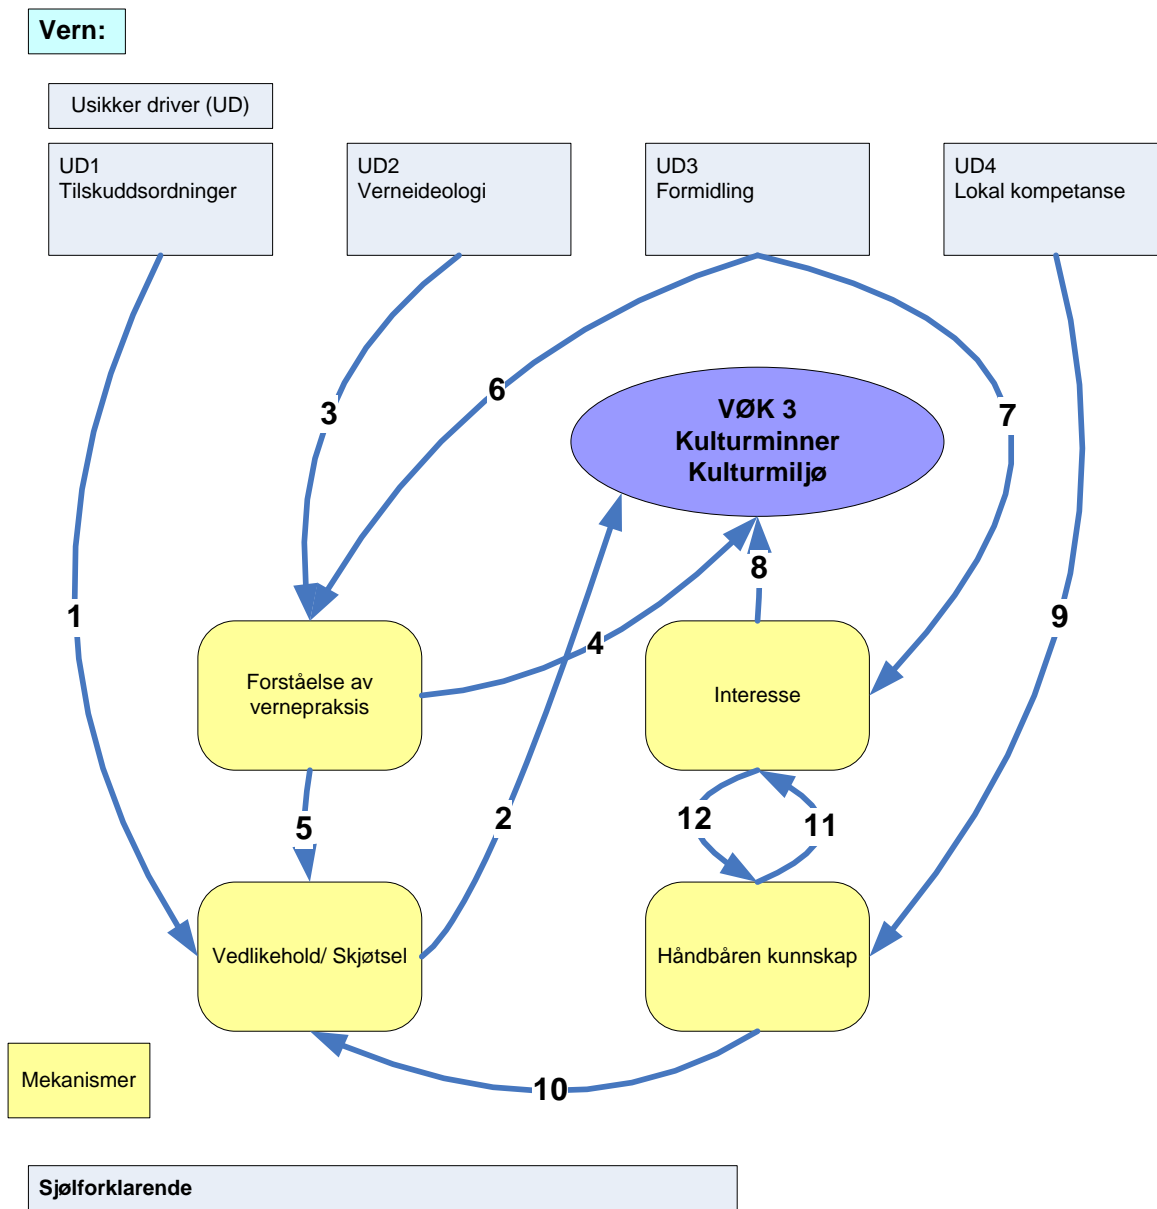 Vern:
Usikker driver (UD)
UD1
Tilskuddsordninger
UD2
Verneideologi
UD3
Formidling
UD4
Lokal kompetanse
3
6
7
VØK 3
Kulturminner
Kulturmiljø
8
1
4
9
Forståelse av
vernepraksis
Interesse
5
2
12
11
Vedlikehold/ Skjøtsel
Håndbåren kunnskap
Mekanismer
10
Sjølforklarende